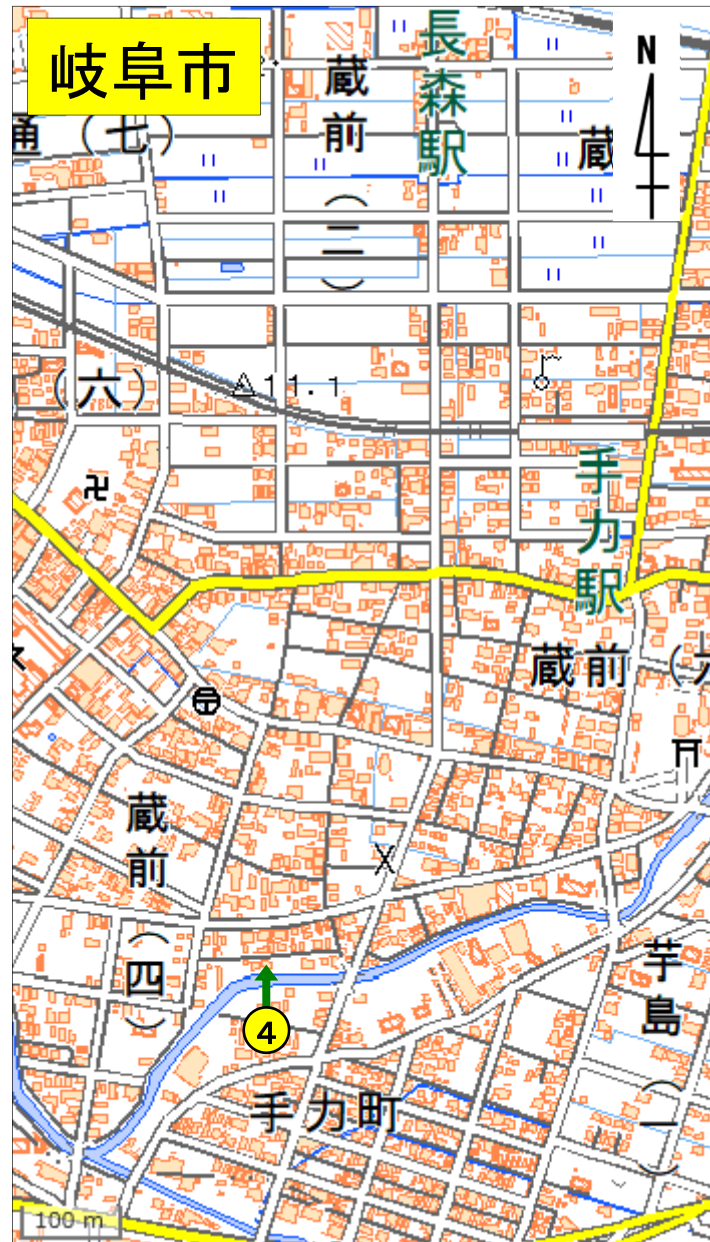 岐阜市
長森駅
N
蔵前(二)
通(七)
蔵
(六)
11.1
手力駅
蔵前(六
蔵前(四)
芋島(一)
4
手力町
100 m